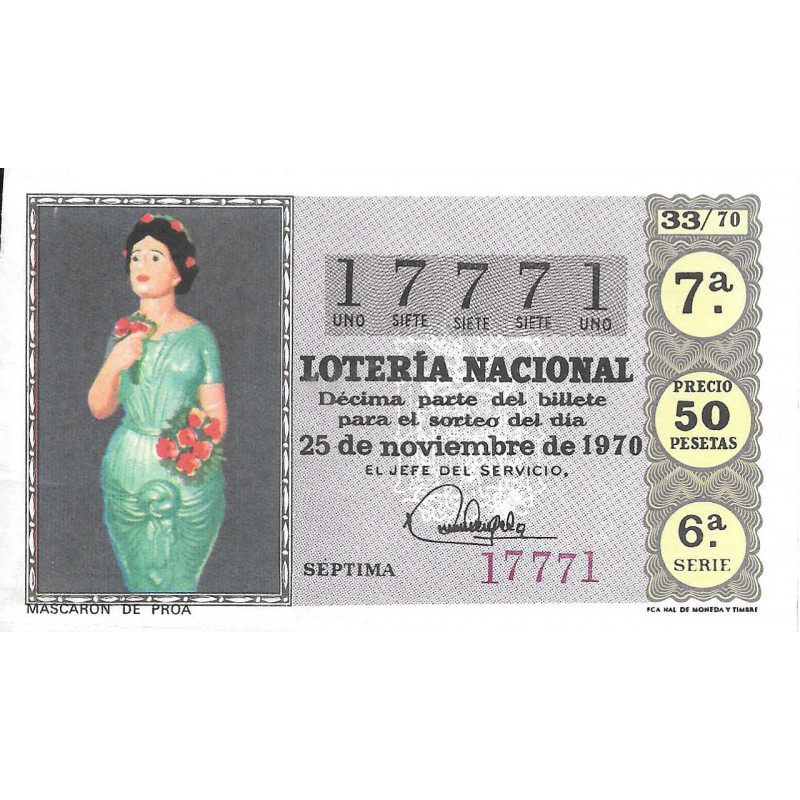 33/70
1 7 7 7 1
UNO SIETE SIETE SIETE UNO
7ª
LOTERÍA NACIONAL
Décima parte del billete
para el sorteo del día
25 de noviembre de 1970
EL JEFE DEL SERVICIO,
PRECIO
50
PESETAS
SÉPTIMA
17771
6ª.
SERIE
MASCARON DE PROA
FCA NAL DE MONEDA Y TIMBRE